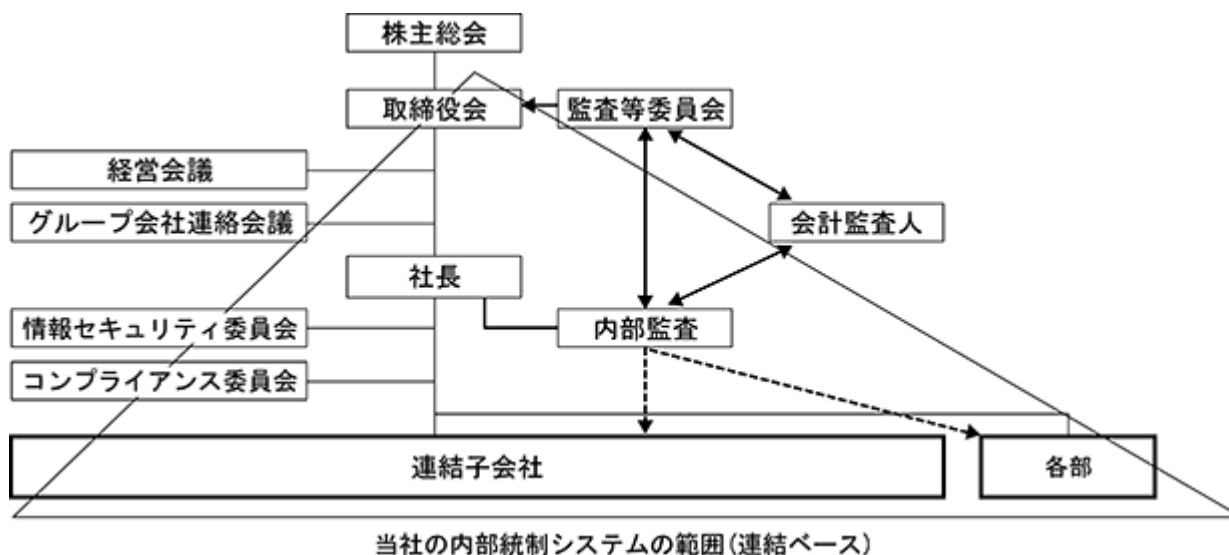 株主総会
取締役会
監査等委員会
経営会議
グループ会社連絡会議
会計監査人
社長
情報セキュリティ委員会
内部監査
コンプライアンス委員会
連結子会社
各部
当社の内部統制システムの範囲(連結ベース)